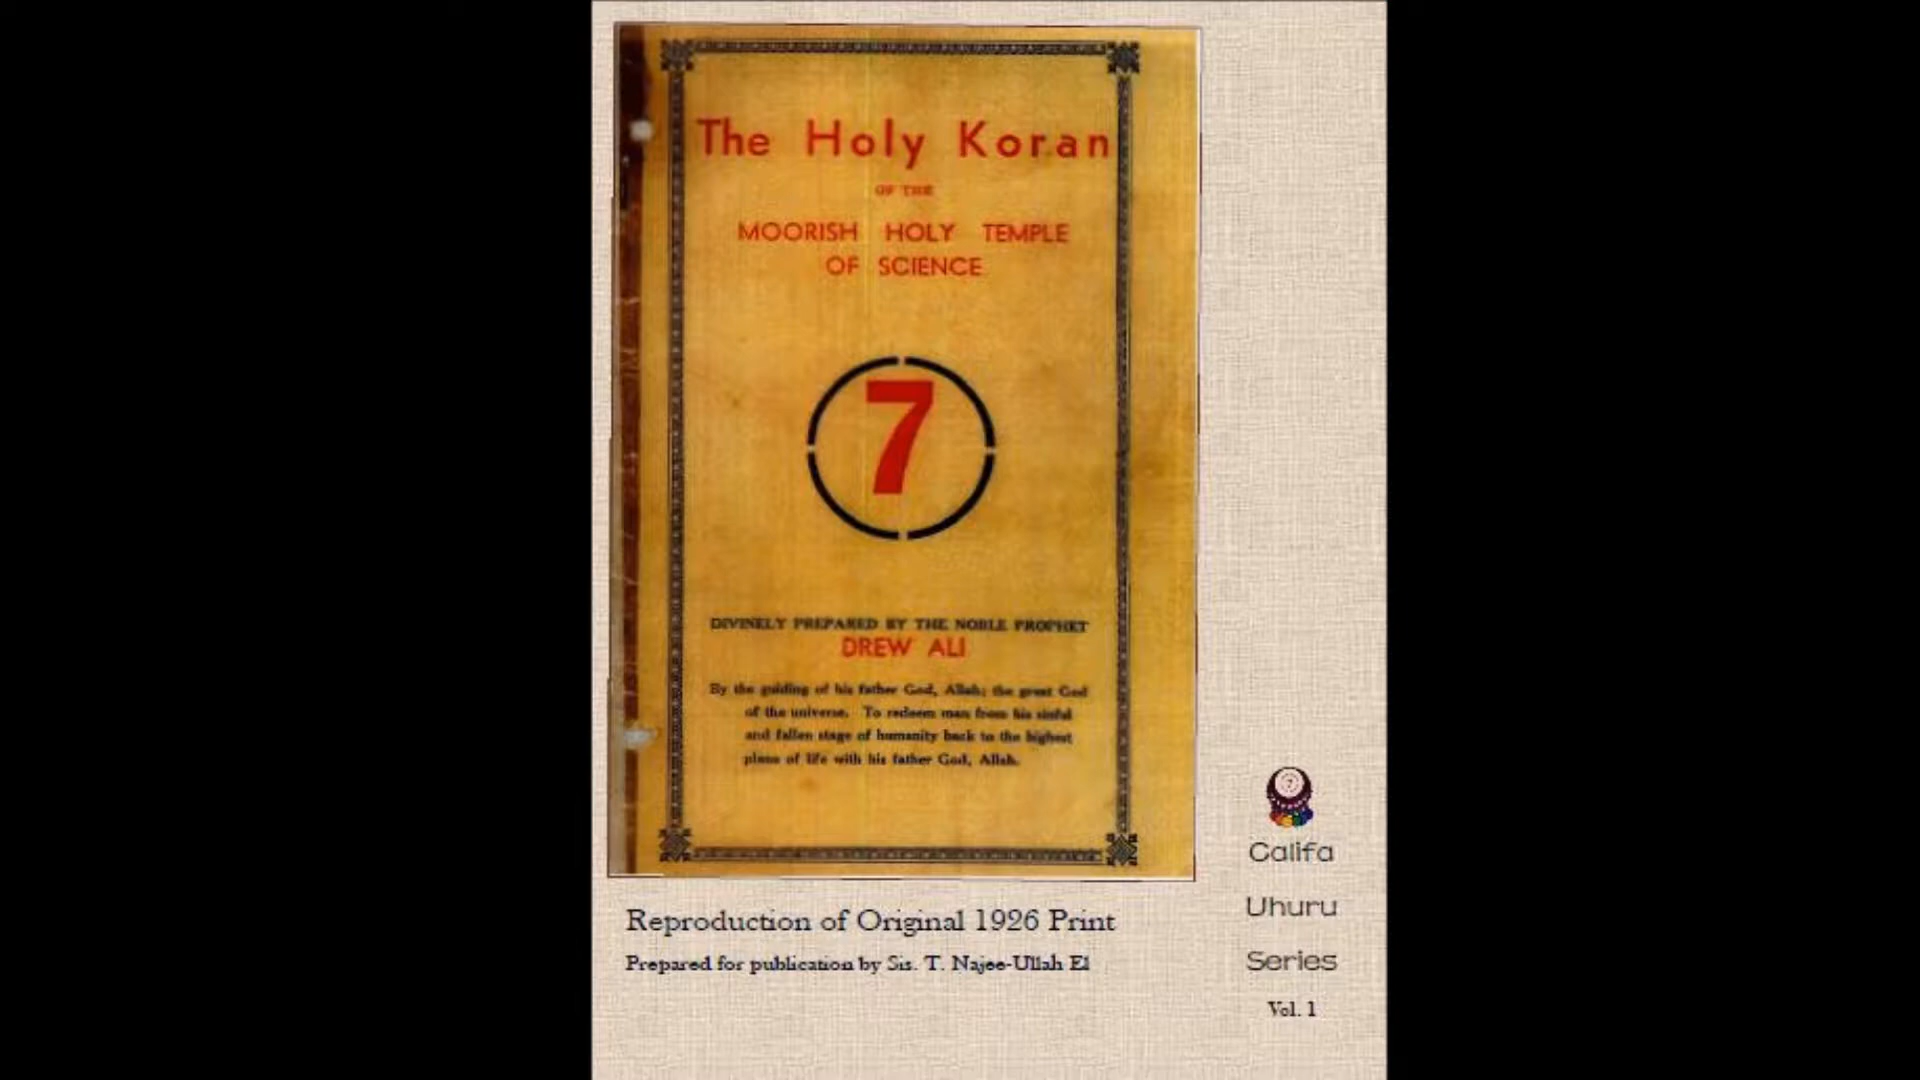 The Holy Koran
OF THE
MOORISH HOLY TEMPLE
OF SCIENCE
7
DIVINELY PREPARED BY THE NOBLE PROPHET
DREW ALI
By the guiding of his father God, Allah; the great God
of the universe. To redeem man from his sinful
and fallen stage of humanity back to the highest
plane of life with his father God, Allah.
Reproduction of Original 1926 Print
Prepared for publication by Sis. T. Najee-Ullah El
7
Califa
Uhuru
Series
Vol. 1